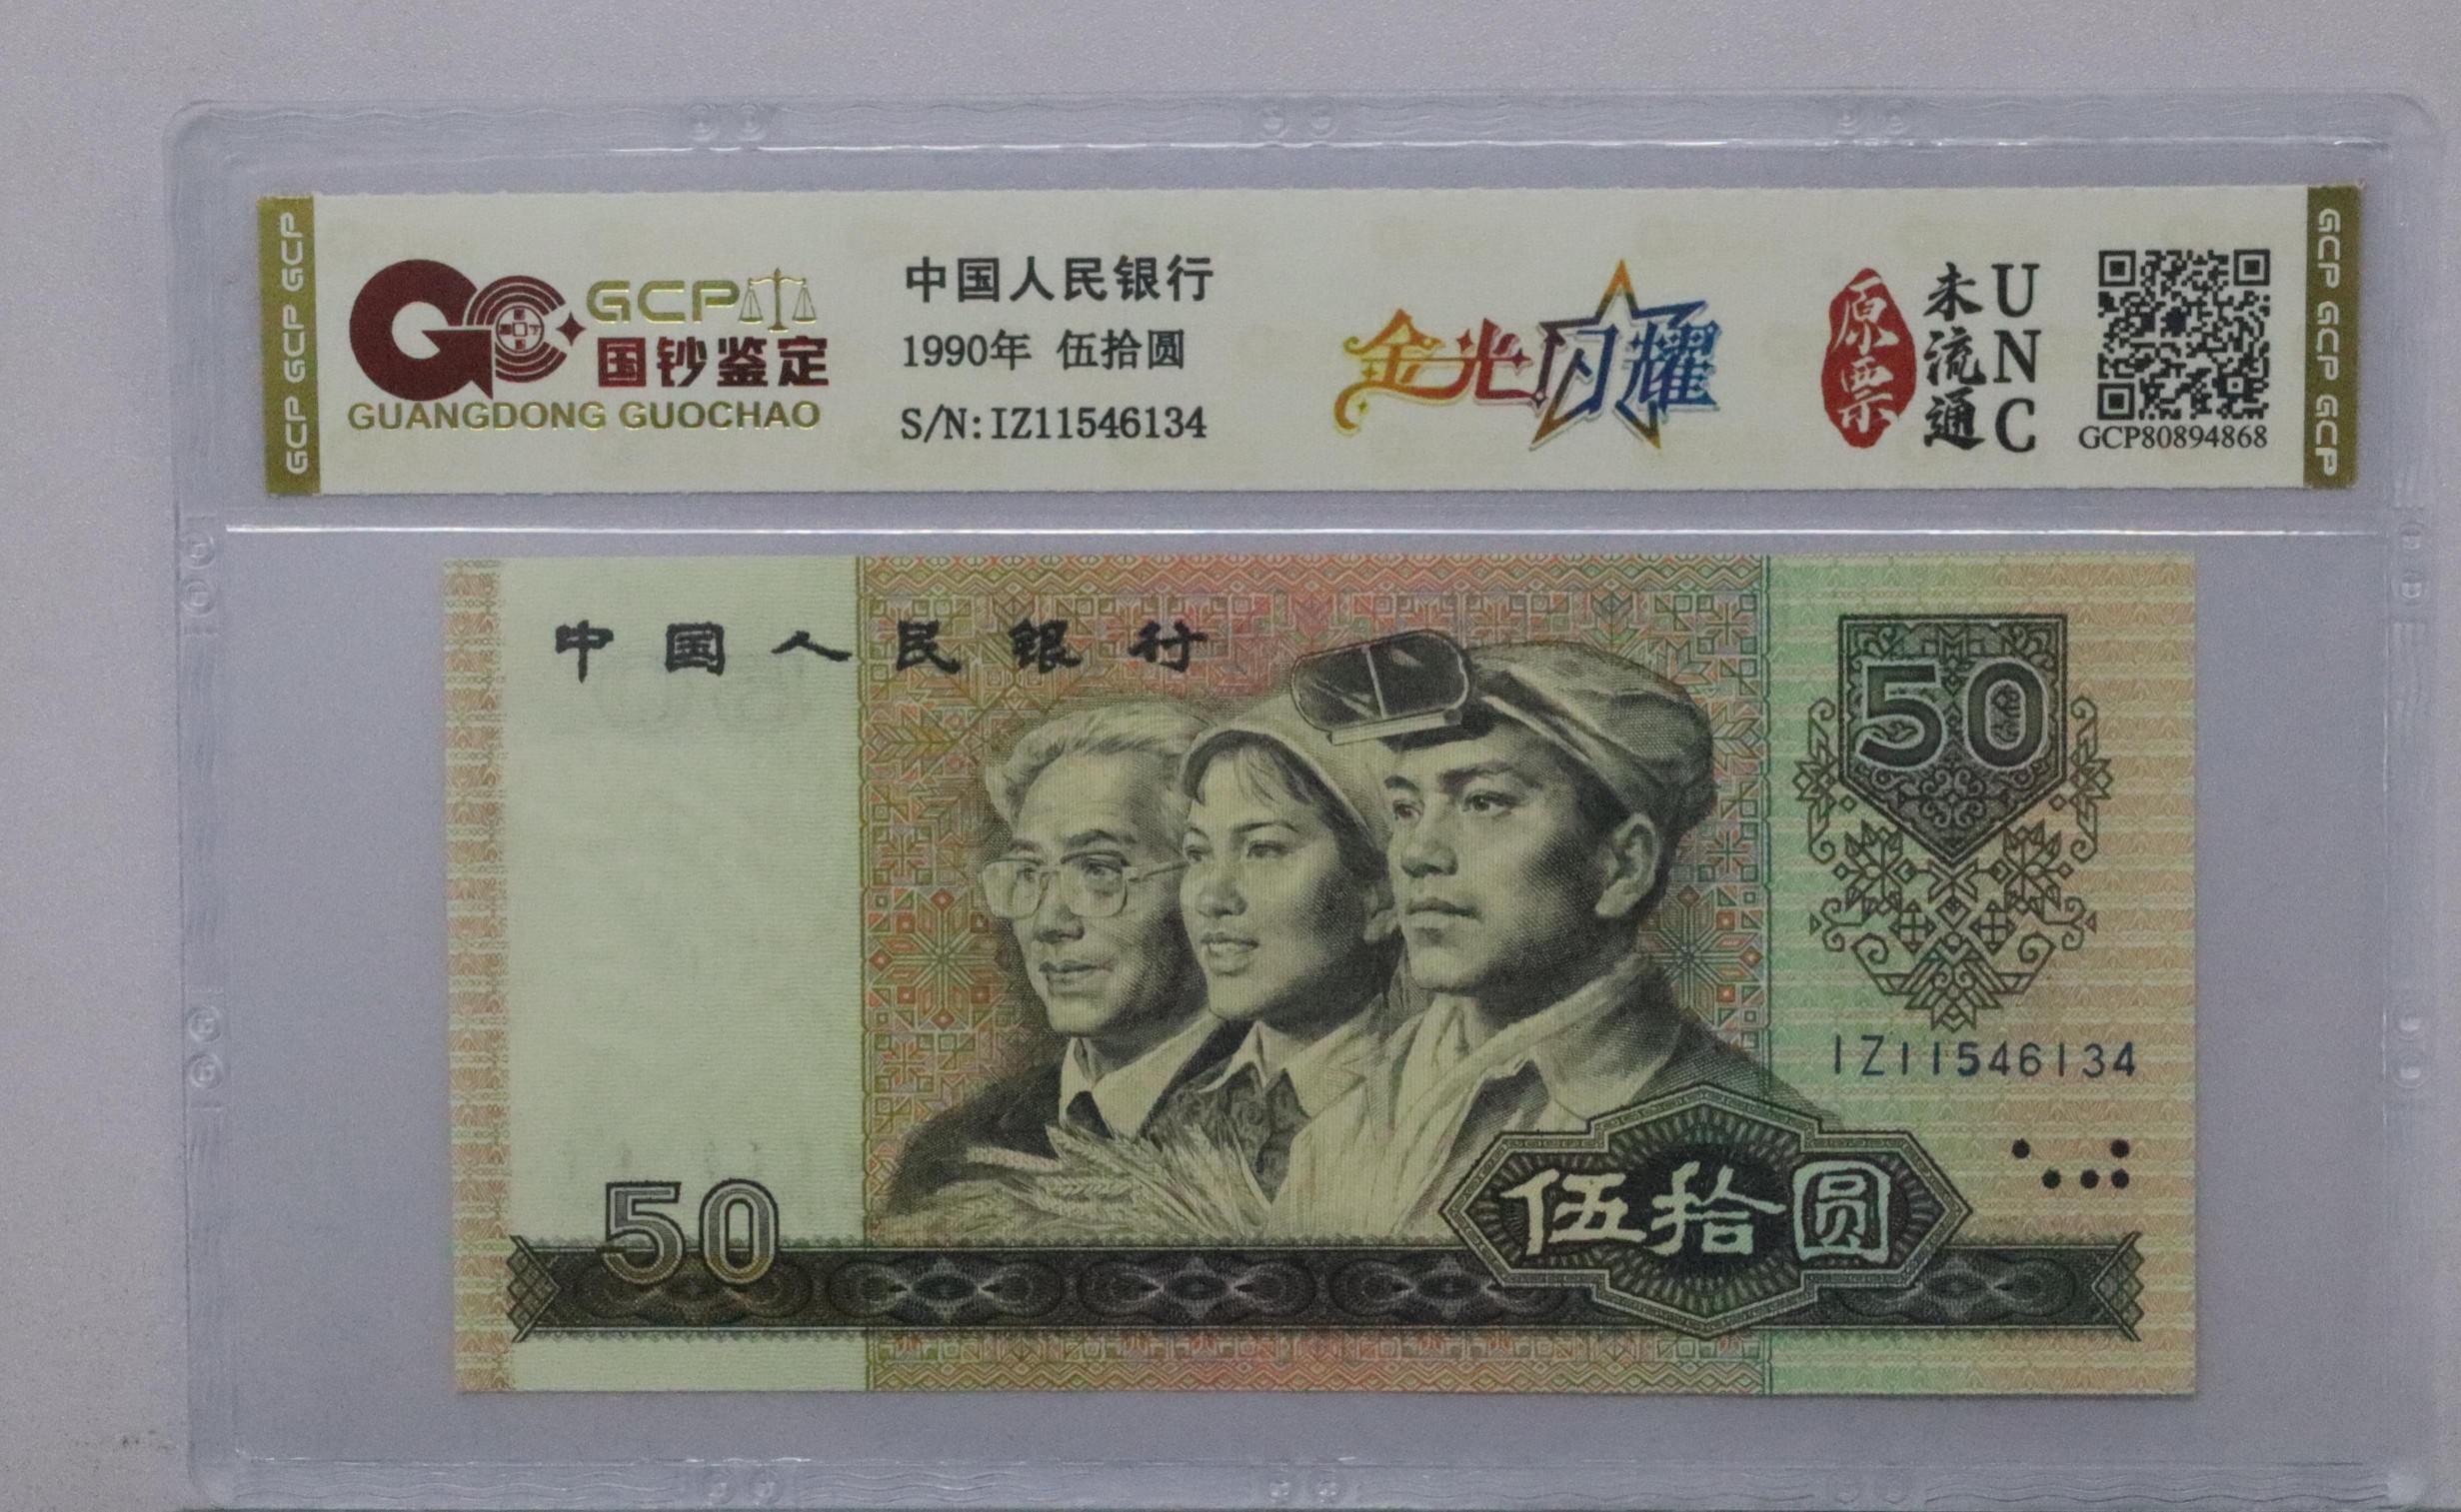 GCP GCP GCP
GCP
国钞鉴定
GUANGDONG GUOCHAO
中国人民银行
1990年 伍拾圆
S/N:IZ11546134
金光闪耀
原票
未流通
UNC
GCP80894868
GCP GCP GCP
中国人民银行
50
IZ11546134
50
伍拾圆